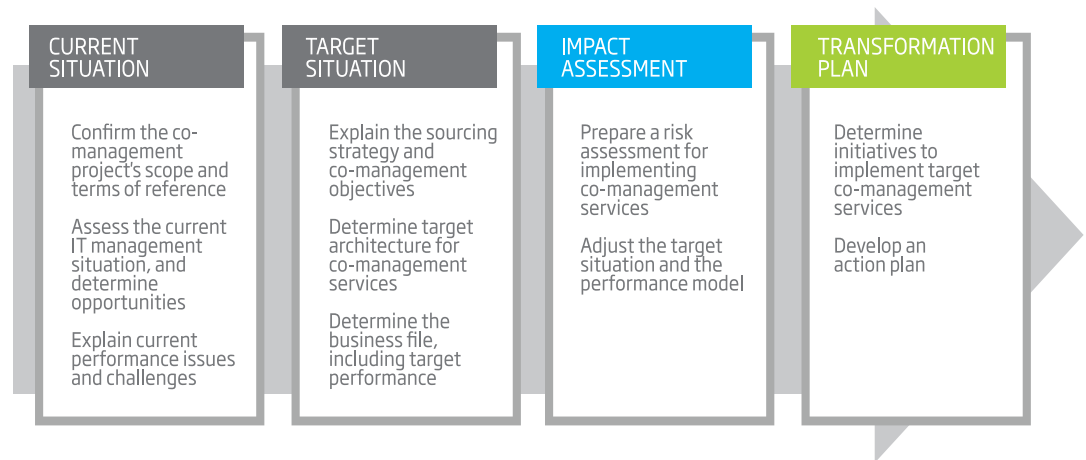 CURRENT
SITUATION
Confirm the co-
management
project's scope and
terms of reference
Assess the current
IT management
situation, and
determine
opportunities
Explain current
performance issues
and challenges
TARGET
SITUATION
Explain the sourcing
strategy and
co-management
objectives
Determine target
architecture for
co-management
services
Determine the
business file,
including target
performance
IMPACT
ASSESSMENT
Prepare a risk
assessment for
implementing
co-management
services
Adjust the target
situation and the
performance model
TRANSFORMATION
PLAN
Determine
initiatives to
implement target
co-management
services
Develop an
action plan